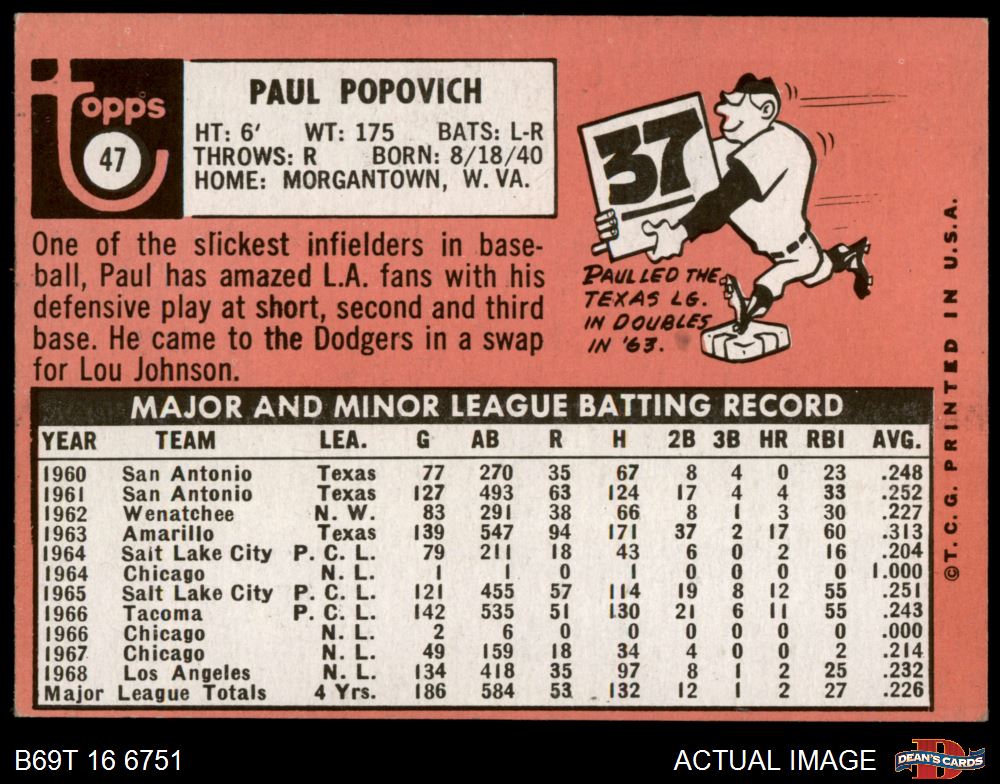 topps
47
PAUL POPOVICH
HT: 6' WT: 175 BATS: L-R
THROWS: R BORN: 8/18/40
HOME: MORGANTOWN, W. VA.
One of the slickest infielders in base-
ball, Paul has amazed L.A. fans with his
defensive play at short, second and third
base. He came to the Dodgers in a swap
for Lou Johnson.
37
PAUL LED THE
TEXAS LG.
IN DOUBLES
IN '63.
©T.C.G. PRINTED IN U.S.A.
MAJOR AND MINOR LEAGUE BATTING RECORD
YEAR TEAM LEA. G AB R H 2B 3B HR RBI AVG.
1960 San Antonio Texas 77 270 35 67 8 4 0 23 .248
1961 San Antonio Texas 127 493 63 124 17 4 4 33 .252
1962 Wenatchee N. W. 83 291 38 66 8 1 3 30 .227
1963 Amarillo Texas 139 547 94 171 37 2 17 60 .313
1964 Salt Lake City P. C. L. 79 211 18 43 6 0 2 16 .204
1964 Chicago N. L. 1 1 0 1 0 0 0 0 1.000
1965 Salt Lake City P. C. L. 121 455 57 114 19 8 12 55 .251
1966 Tacoma P. C. L. 142 535 51 130 21 6 11 55 .243
1966 Chicago N. L. 2 6 0 0 0 0 0 0 .000
1967 Chicago N. L. 49 159 18 34 4 0 0 2 .214
1968 Los Angeles N. L. 134 418 35 97 8 1 2 25 .232
Major League Totals 4 Yrs. 186 584 53 132 12 1 2 27 .226
B69T 16 6751
ACTUAL IMAGE
DEAN'S CARDS